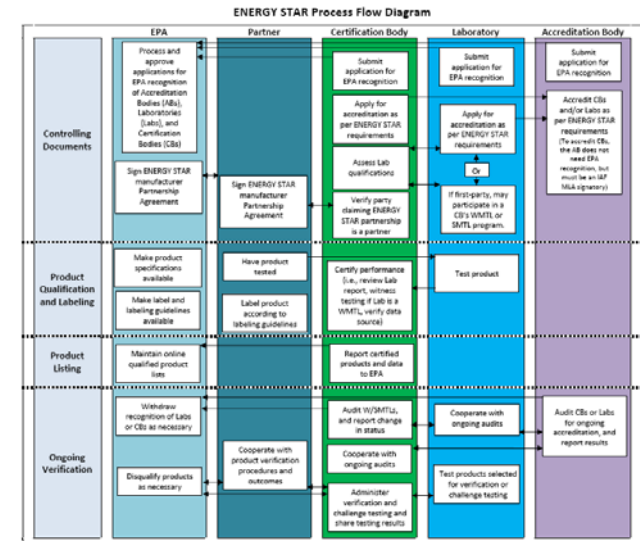 ENERGY STAR Process Flow Diagram
EPA
Partner
Certification Body
Laboratory
Accreditation Body
Controlling
Documents
Process and
approve
applications for
EPA recognition
of Accreditation
Bodies (ABs),
Laboratories
(Labs), and
Certification
Bodies (CBs)
Sign ENERGY STAR
manufacturer
Partnership
Agreement
Sign ENERGY STAR
manufacturer
Partnership
Agreement
Submit
application for
EPA recognition
Apply for
accreditation as
per ENERGY STAR
requirements
Assess Lab
qualifications
Verify party
claiming ENERGY
STAR partnership
is a partner
Submit
application for
EPA recognition
Apply for
accreditation as
per ENERGY STAR
requirements
Or
If first-party, may
participate in a
CB's WMTL or
SMTL program.
Submit
application for
EPA recognition
Accredit CBs
and/or Labs as
per ENERGY STAR
requirements
(To accredit CBs,
the AB does not
need EPA
recognition, but
must be an IAF
MLA signatory)
Product
Qualification
and Labeling
Make product
specifications
available
Make label and
labeling guidelines
available
Have product
tested
Label product
according to
labeling guidelines
Certify performance
(i.e., review Lab
report, witness
testing if Lab is a
WMTL, verify data
source)
Test product
Product
Listing
Maintain online
qualified product
lists
Report certified
products and data
to EPA
Ongoing
Verification
Withdraw
recognition of Labs
or CBs as necessary
Disqualify products
as necessary
Cooperate with
product verification
procedures and
outcomes
Audit W/SMTLs,
and report change
in status
Cooperate with
ongoing audits
Administer
verification and
challenge testing and
share testing results
Cooperate with
ongoing audits
Test products selected
for verification or
challenge testing
Audit CBs or Labs
for ongoing
accreditation, and
report results